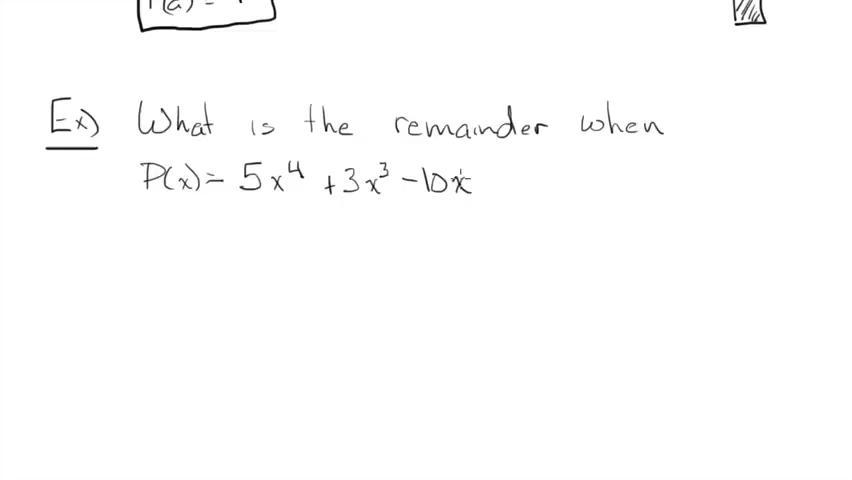 Ex) What is the remainder when
P(x) = 5x⁴ + 3x³ - 10x